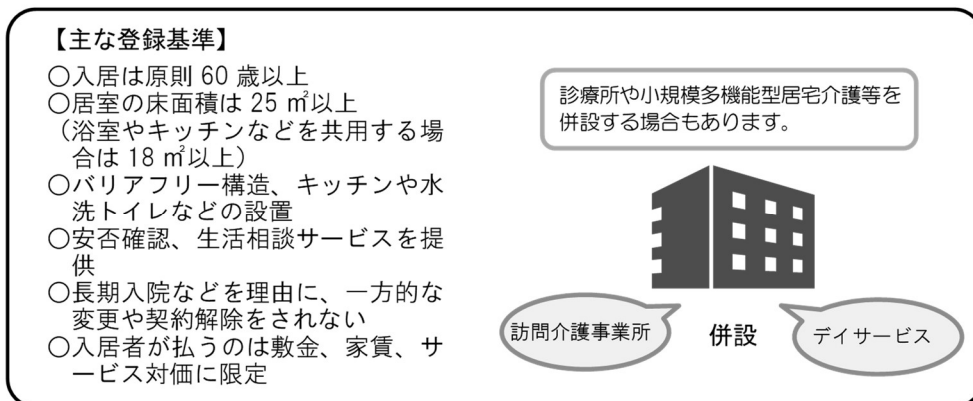 【主な登録基準】
○入居は原則 60 歳以上
○居室の床面積は 25 ㎡以上
（浴室やキッチンなどを共用する場
合は 18 ㎡以上）
○バリアフリー構造、キッチンや水
洗トイレなどの設置
○安否確認、生活相談サービスを提
供
○長期入院などを理由に、一方的な
変更や契約解除をされない
○入居者が払うのは敷金、家賃、サ
ービス対価に限定
診療所や小規模多機能型居宅介護等を
併設する場合もあります。
訪問介護事業所
併設
デイサービス